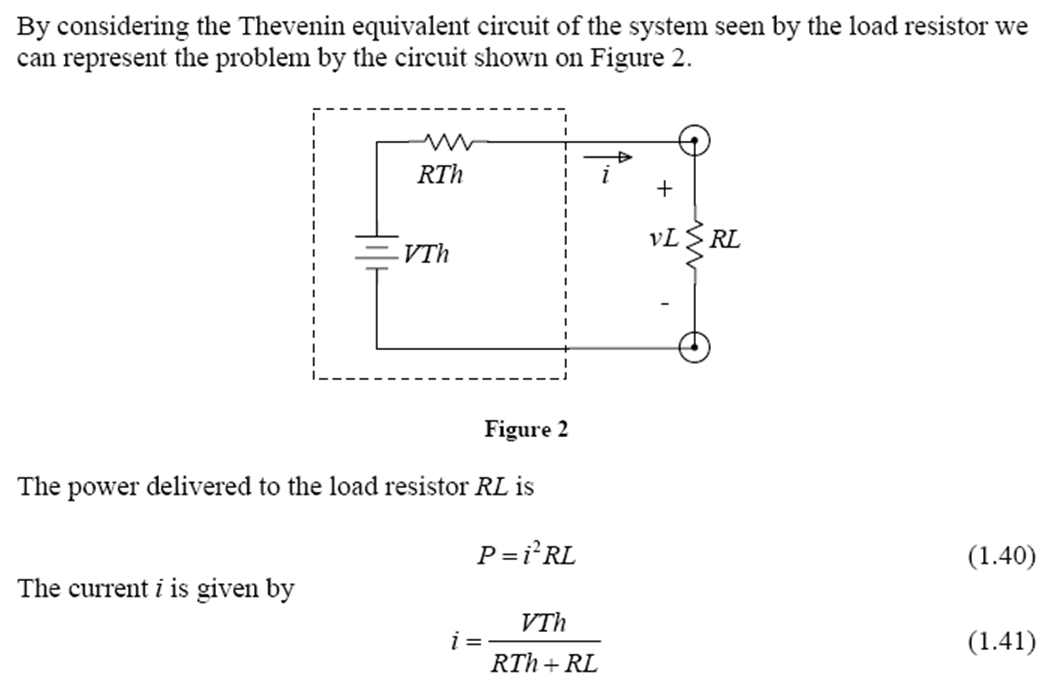 By considering the Thevenin equivalent circuit of the system seen by the load resistor we
can represent the problem by the circuit shown on Figure 2.
RTh
i
+
vL
RL
VTh
-
Figure 2
The power delivered to the load resistor RL is
P = i² RL (1.40)
The current i is given by
i = VTh / (RTh + RL) (1.41)